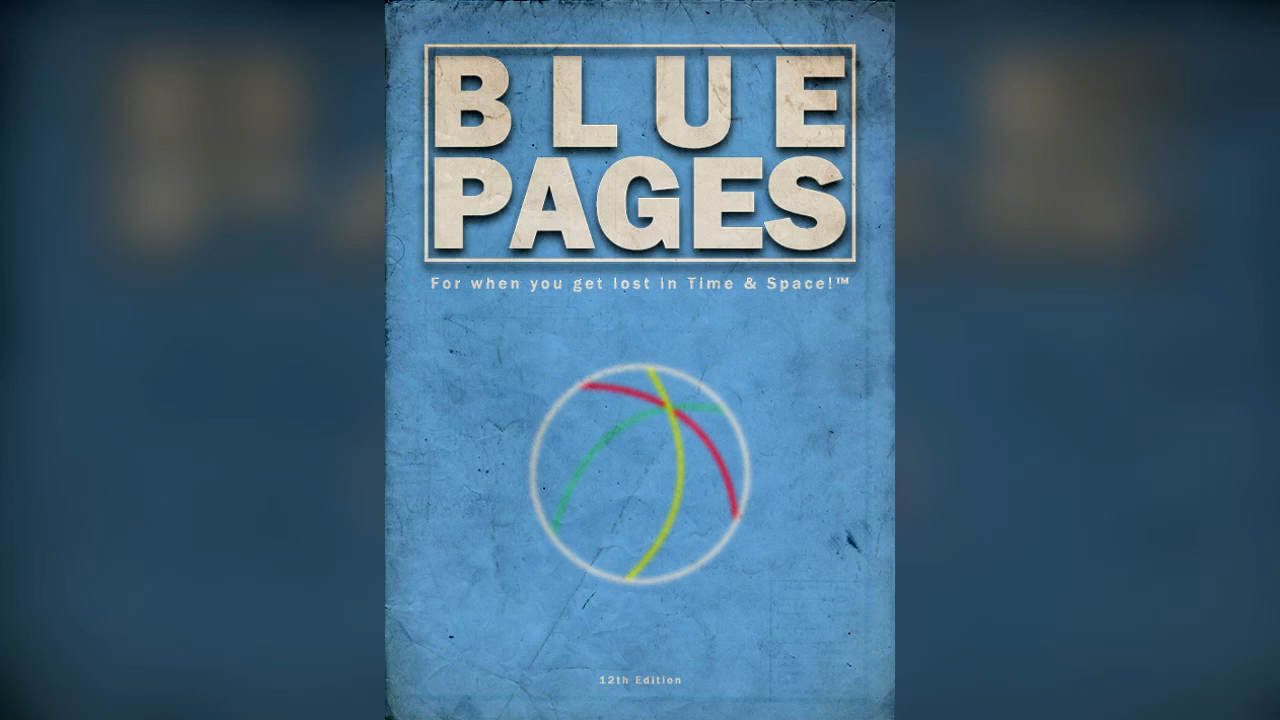 BLUE
PAGES
For when you get lost in Time & Space!™
12th Edition